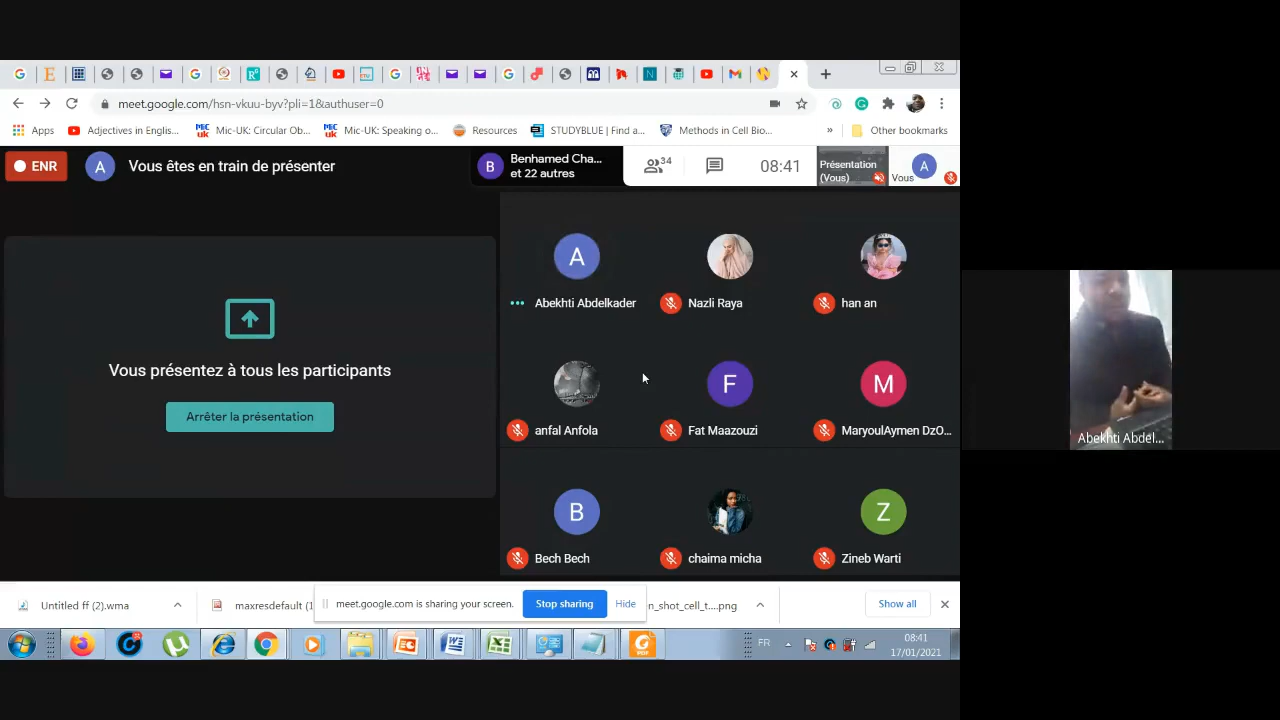 meet.google.com/hsn-vkuu-byv?pli=1&authuser=0
Apps
Adjectives in Englis...
Mic-UK: Circular Ob...
Mic-UK: Speaking o...
Resources
STUDYBLUE | Find a...
Methods in Cell Bio...
»
Other bookmarks
ENR
A
Vous êtes en train de présenter
B
Benhamed Cha...
et 22 autres
34
08:41
Présentation
(Vous)
Vous
A
A
Abekhti Abdelkader
Nazli Raya
han an
Vous présentez à tous les participants
Arrêter la présentation
anfal Anfola
F
Fat Maazouzi
M
MaryoulAymen DzO...
B
Bech Bech
chaima micha
Z
Zineb Warti
Abekhti Abdel...
Untitled ff (2).wma
maxresdefault (1
meet.google.com is sharing your screen.
Stop sharing
Hide
n_shot_cell_t....png
Show all
FR
08:41
17/01/2021